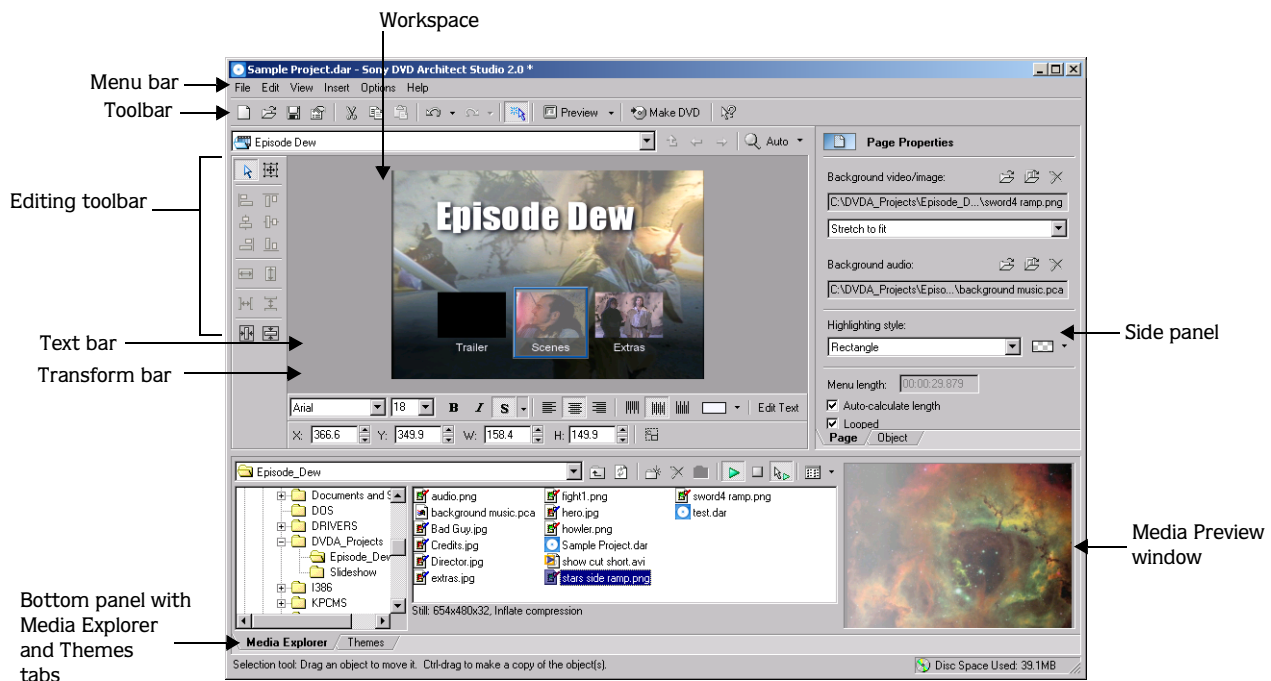 Workspace
Sample Project.dar - Sony DVD Architect Studio 2.0 *
Menu bar
File Edit View Insert Options Help
Toolbar
Preview
Make DVD
Episode Dew
Auto
Page Properties
Editing toolbar
Episode Dew
Trailer
Scenes
Extras
Background video/image:
C:\DVDA_Projects\Episode_D...\sword4 ramp.png
Stretch to fit
Background audio:
C:\DVDA_Projects\Episo...\background music.pca
Highlighting style:
Rectangle
Side panel
Menu length: 00:00:29.879
Auto-calculate length
Looped
Page Object
Text bar
Transform bar
Arial 18 B I S Edit Text
X: 366.6 Y: 349.9 W: 158.4 H: 149.9
Episode_Dew
Documents and S
DOS
DRIVERS
DVDA_Projects
Episode_Dew
Slideshow
I386
KPCMS
audio.png
background music.pca
Bad Guy.jpg
Credits.jpg
Director.jpg
extras.jpg
fight1.png
hero.jpg
howler.png
Sample Project.dar
show cut short.avi
stars side ramp.png
sword4 ramp.png
test.dar
Still: 654x480x32, Inflate compression
Media Preview
window
Bottom panel with
Media Explorer
and Themes
tabs
Media Explorer Themes
Selection tool: Drag an object to move it. Ctrl-drag to make a copy of the object(s).
Disc Space Used: 39.1MB